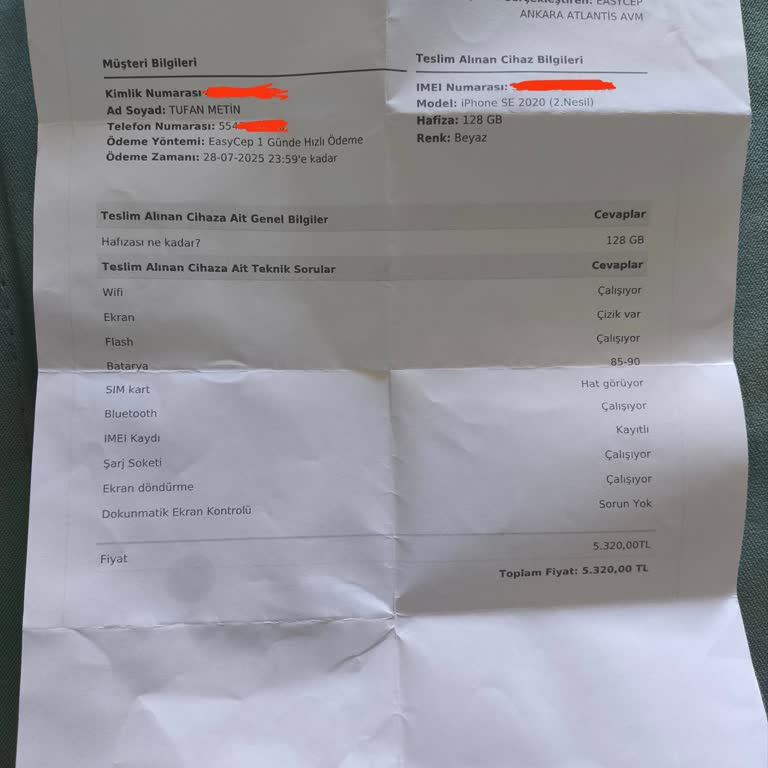 EASYCEP
ANKARA ATLANTİS AVM
Müşteri Bilgileri
Kimlik Numarası
Ad Soyad: TUFAN METİN
Telefon Numarası: 554
Ödeme Yöntemi: EasyCep 1 Günde Hızlı Ödeme
Ödeme Zamanı: 28-07-2025 23:59'e kadar
Teslim Alınan Cihaz Bilgileri
IMEI Numarası:
Model: iPhone SE 2020 (2.Nesil)
Hafıza: 128 GB
Renk: Beyaz
Teslim Alınan Cihaza Ait Genel Bilgiler Cevaplar
Hafızası ne kadar? 128 GB
Teslim Alınan Cihaza Ait Teknik Sorular Cevaplar
Wifi Çalışıyor
Ekran Çizik var
Flash Çalışıyor
Batarya 85-90
SIM kart Hat görüyor
Bluetooth Çalışıyor
IMEI Kaydı Kayıtlı
Şarj Soketi Çalışıyor
Ekran döndürme Çalışıyor
Dokunmatik Ekran Kontrolü Sorun Yok
Fiyat 5.320,00TL
Toplam Fiyat: 5.320,00 TL